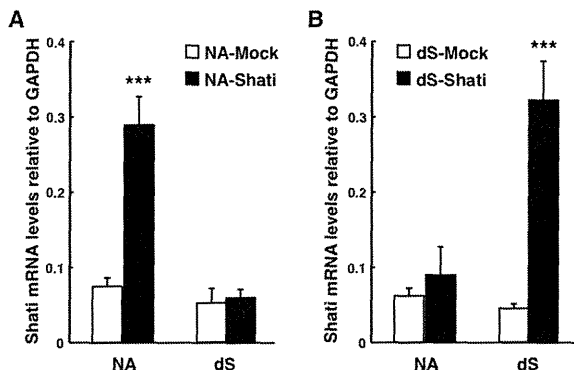 A
Shati mRNA levels relative to GAPDH
0.4
0.3
0.2
0.1
0
NA-Mock
NA-Shati
***
NA
dS
B
Shati mRNA levels relative to GAPDH
0.4
0.3
0.2
0.1
0
dS-Mock
dS-Shati
***
NA
dS